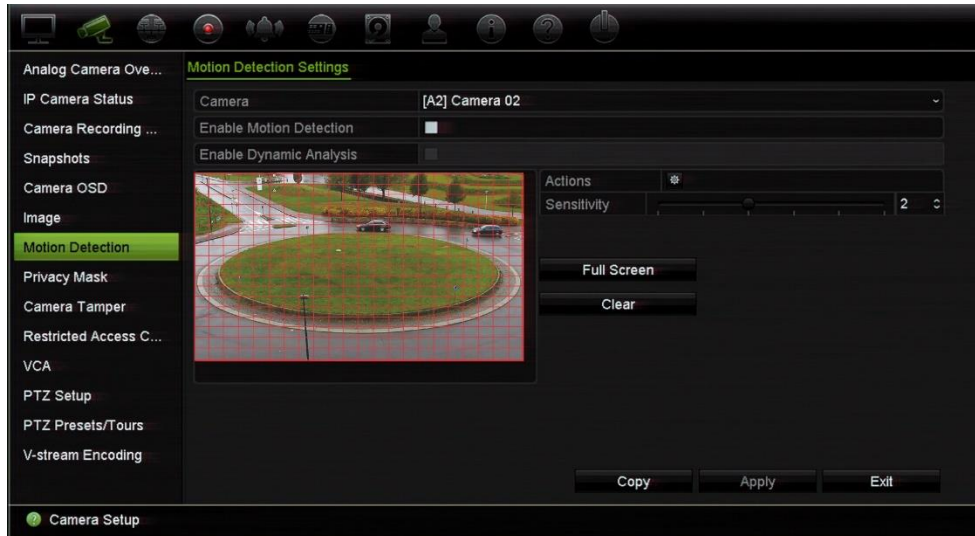 Analog Camera Ove...
IP Camera Status
Camera Recording ...
Snapshots
Camera OSD
Image
Motion Detection
Privacy Mask
Camera Tamper
Restricted Access C...
VCA
PTZ Setup
PTZ Presets/Tours
V-stream Encoding
Motion Detection Settings
Camera [A2] Camera 02
Enable Motion Detection
Enable Dynamic Analysis
Actions
Sensitivity 2
Full Screen
Clear
Copy Apply Exit
Camera Setup